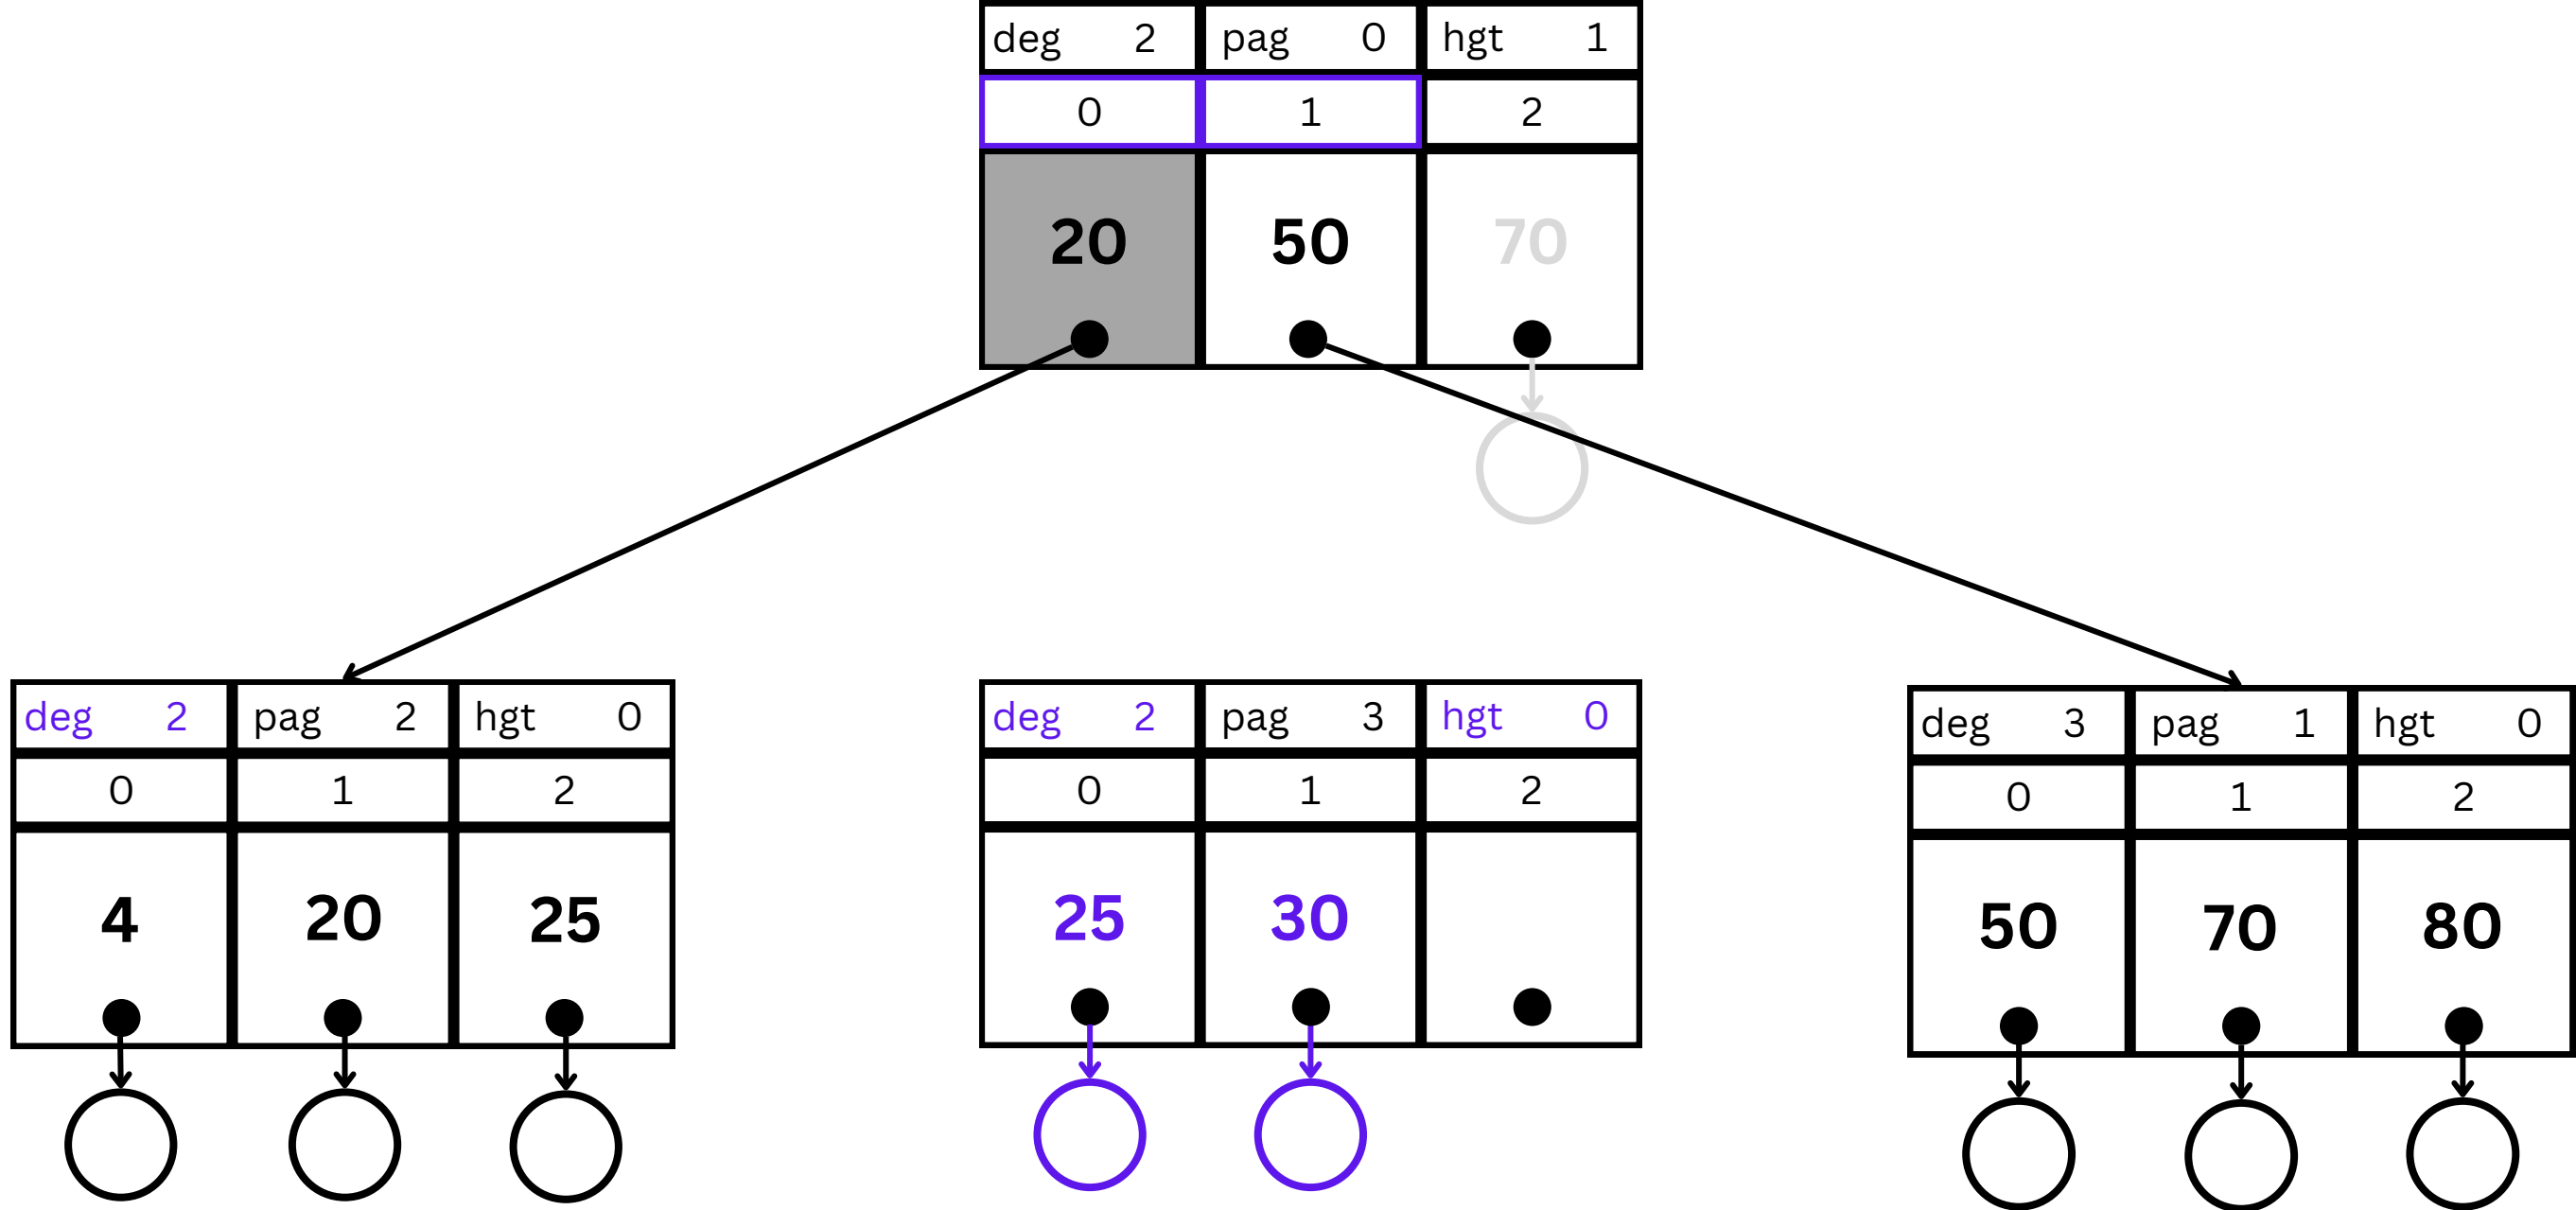 deg 2 pag 0 hgt 1
0 1 2
20 50 70
deg 2 pag 2 hgt 0
0 1 2
4 20 25
deg 2 pag 3 hgt 0
0 1 2
25 30
deg 3 pag 1 hgt 0
0 1 2
50 70 80